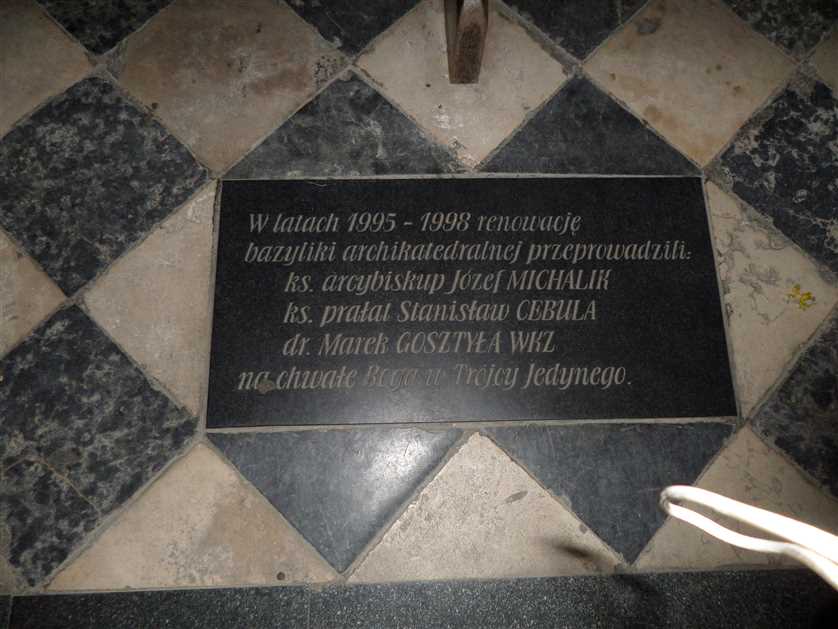 W latach 1995 - 1998 renowację
bazyliki archikatedralnej przeprowadzili:
ks. arcybiskup Józef MICHALIK
ks. prałat Stanisław CEBULA
dr. Marek GOSZTYŁA WKZ
na chwałę Boga w Trójcy Jedynego.